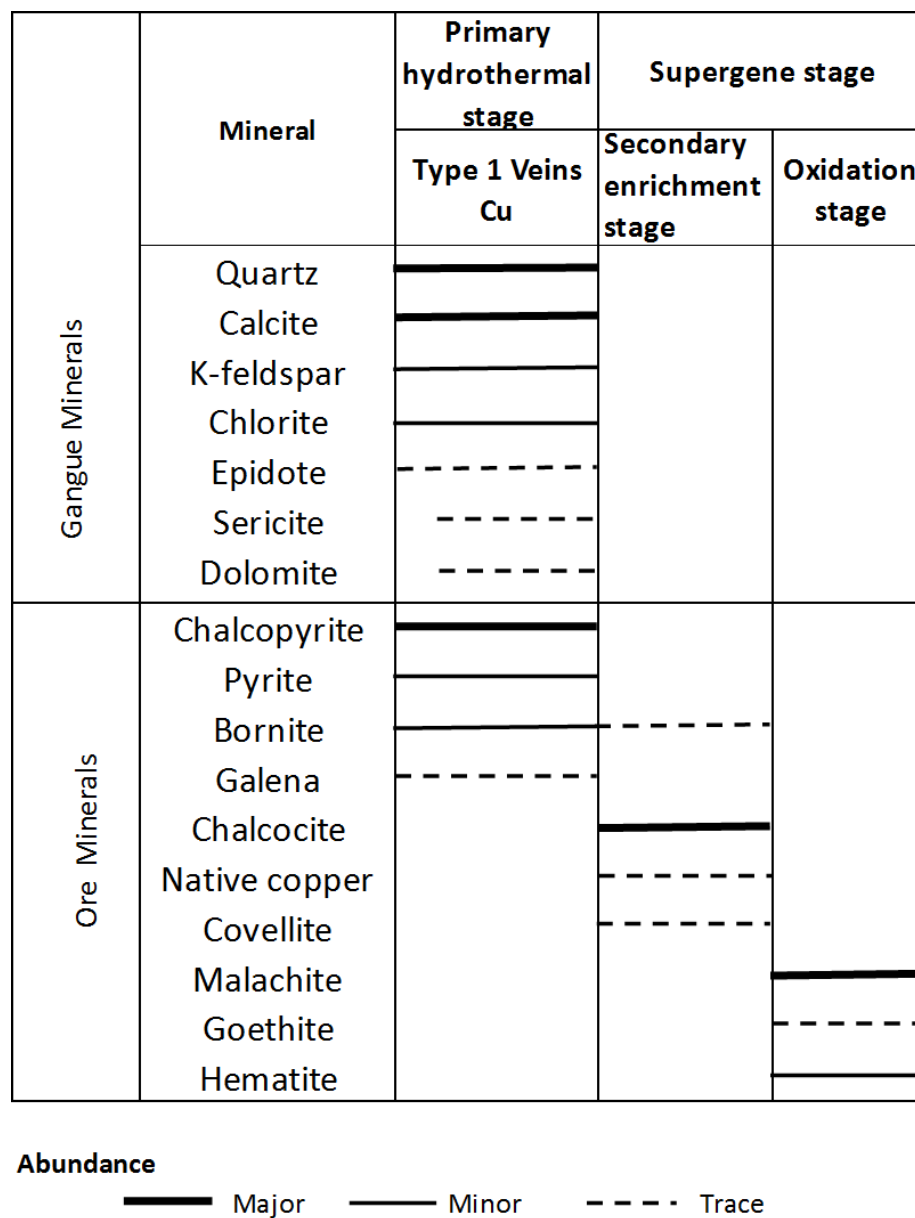 Primary
hydrothermal
stage
Supergene stage
Mineral
Type 1 Veins
Cu
Secondary
enrichment
stage
Oxidation
stage
Gangue Minerals
Quartz
Calcite
K-feldspar
Chlorite
Epidote
Sericite
Dolomite
Ore Minerals
Chalcopyrite
Pyrite
Bornite
Galena
Chalcocite
Native copper
Covellite
Malachite
Goethite
Hematite
Abundance
Major Minor Trace